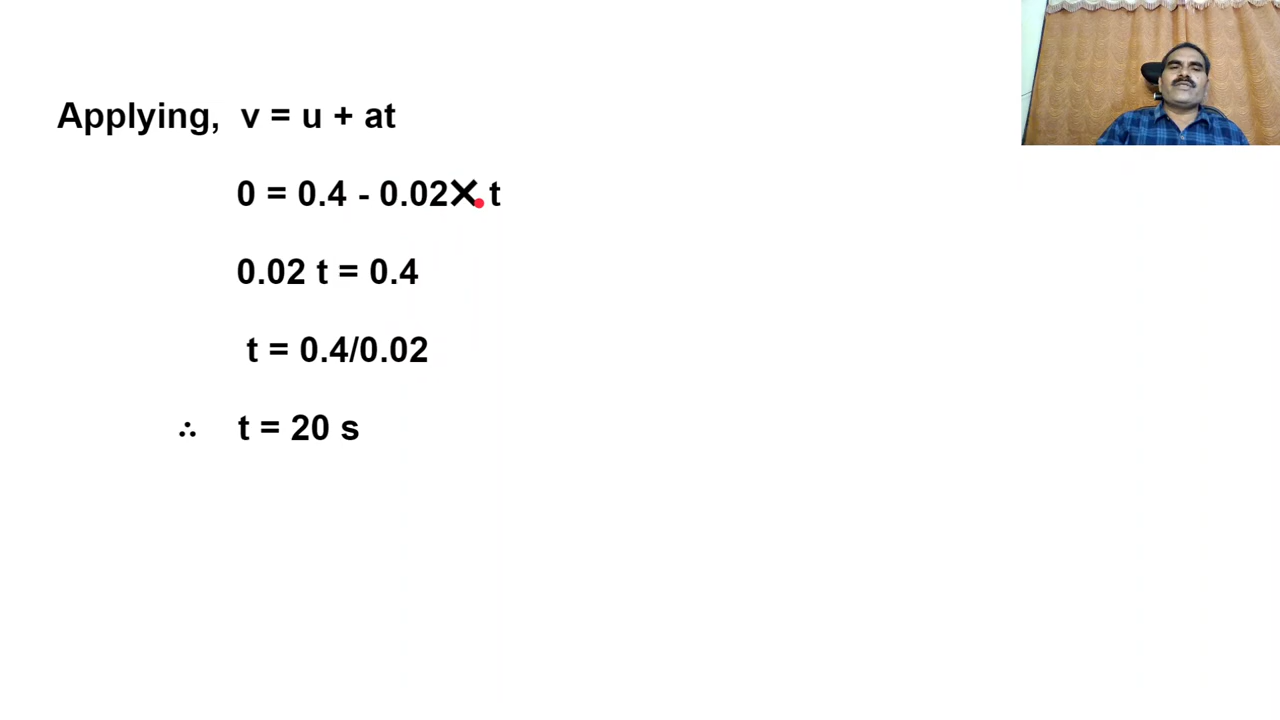 Applying, v = u + at
0 = 0.4 - 0.02✕ t
0.02 t = 0.4
t = 0.4/0.02
∴ t = 20 s